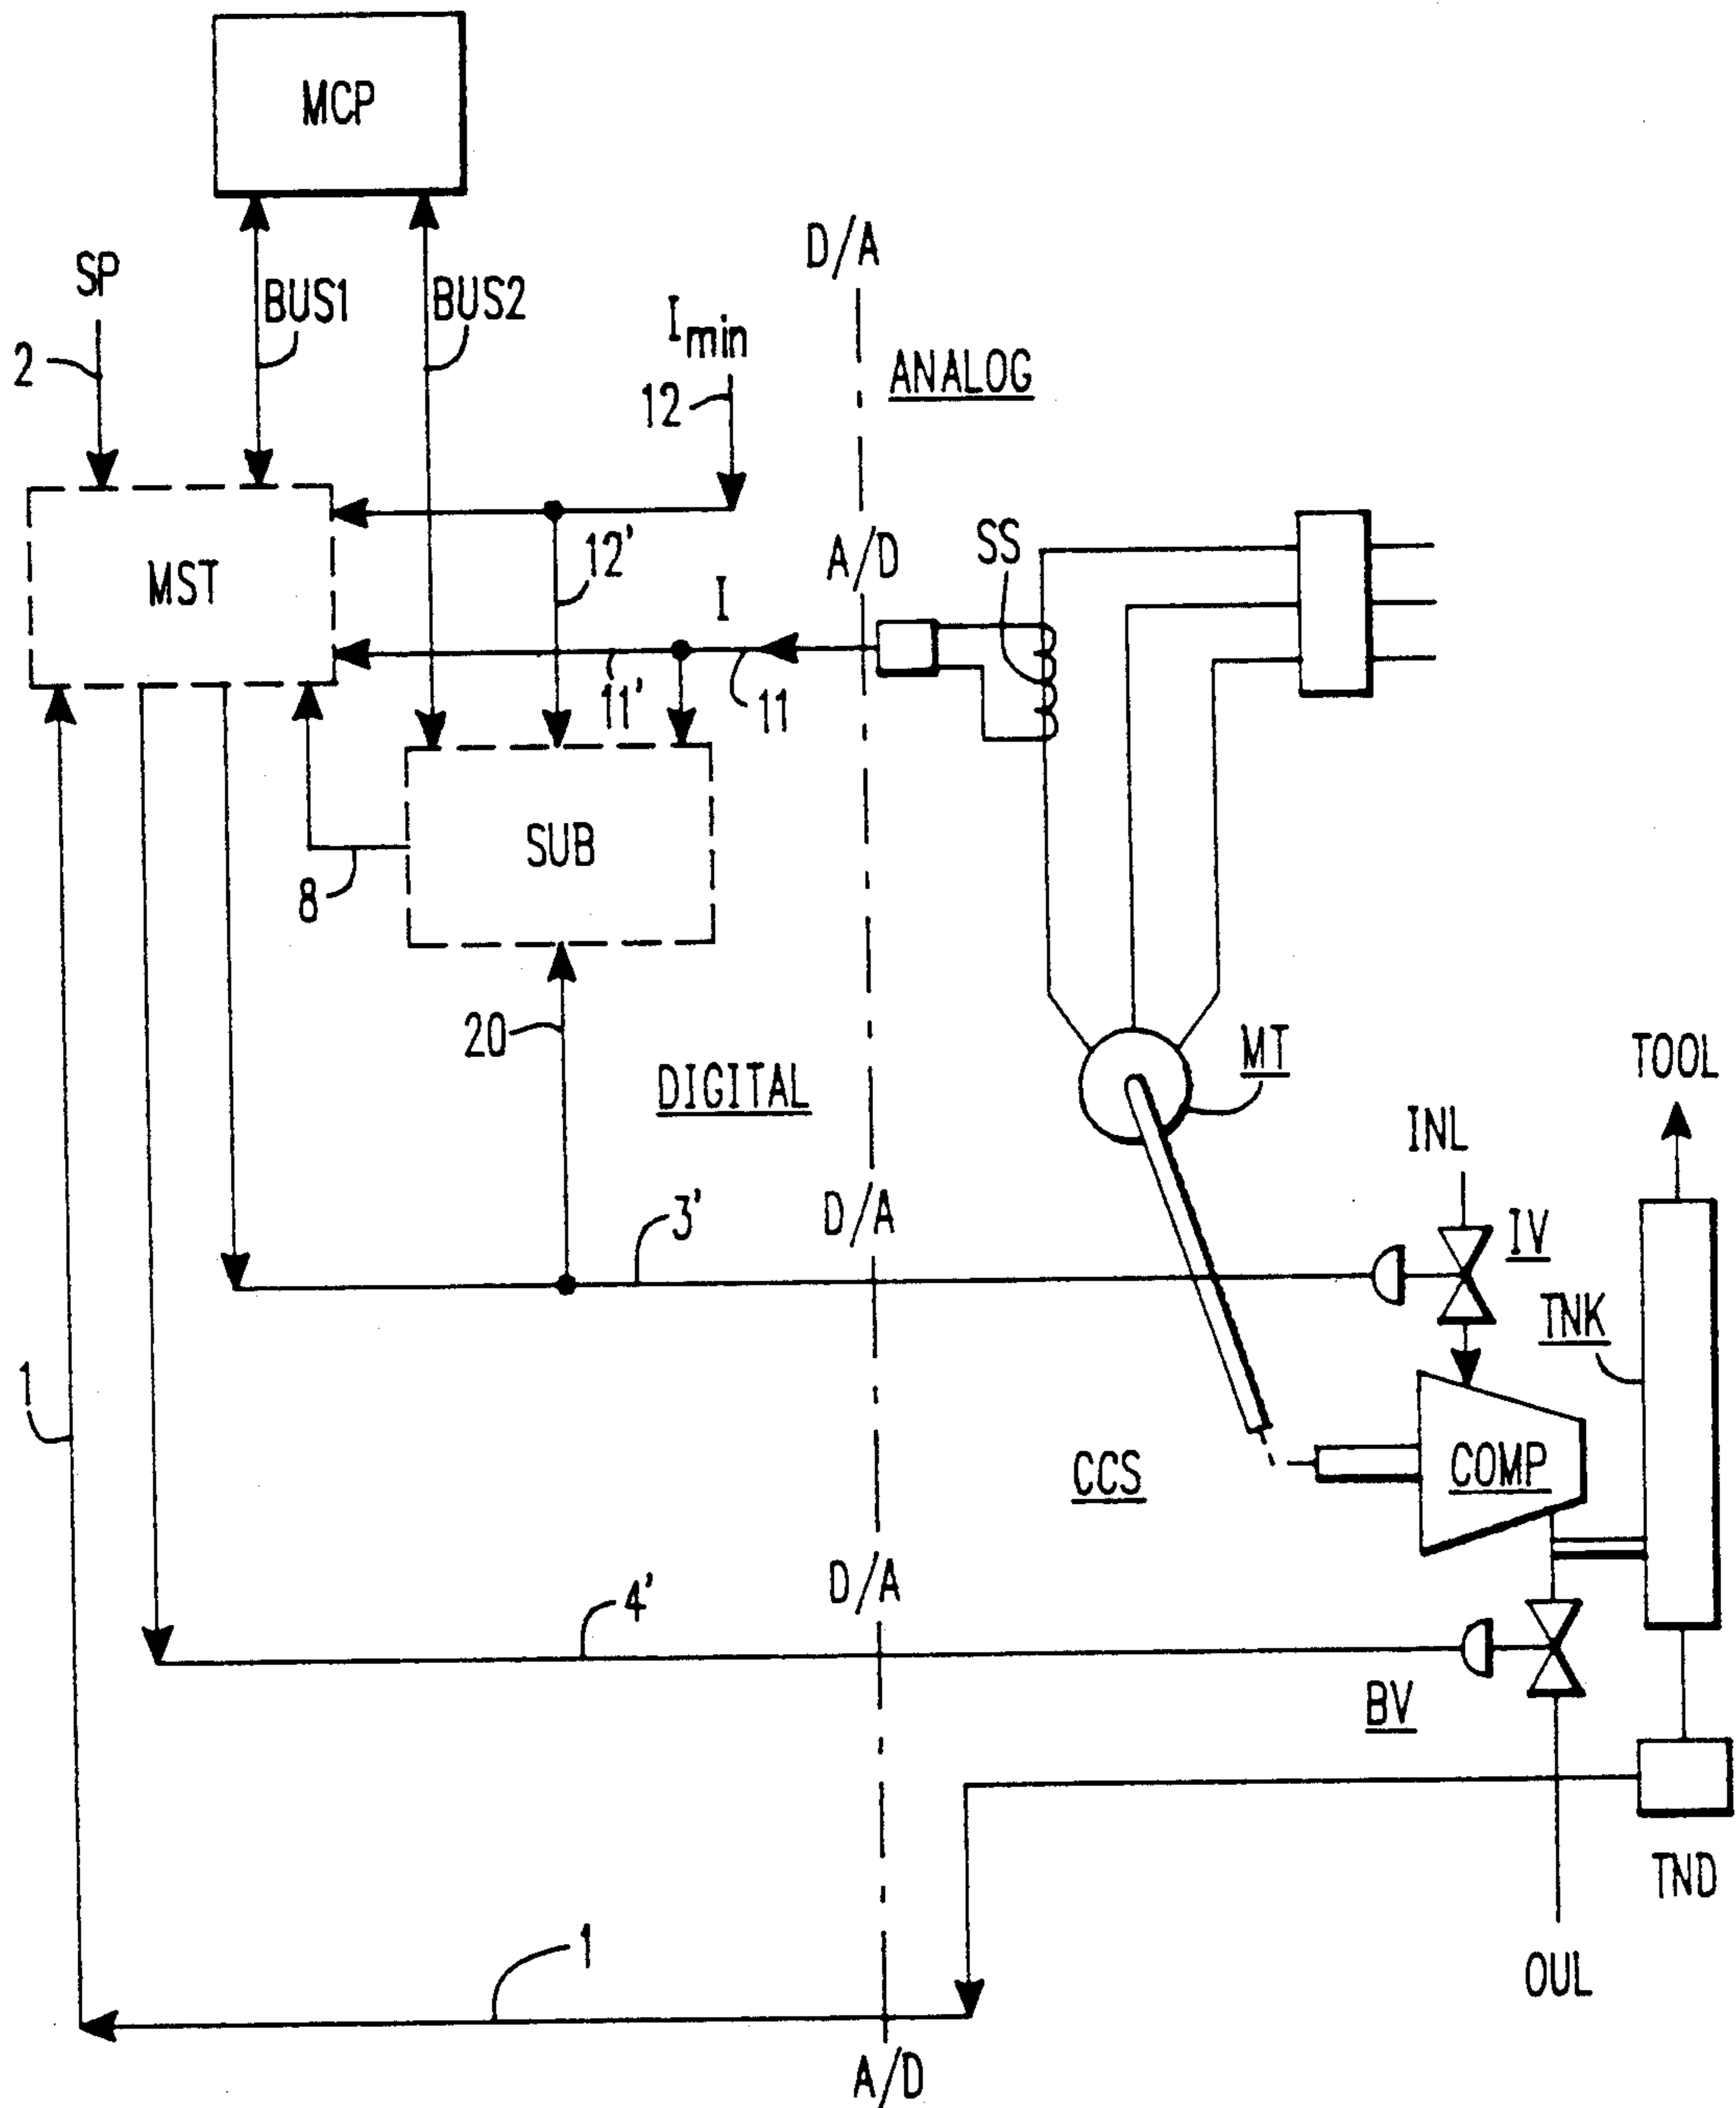 MCP
D/A
SP
BUS1
BUS2
I min
2
12
ANALOG
MST
12'
I
A/D
SS
11'
11
SUB
8
20
DIGITAL
MT
TOOL
INL
3'
D/A
IV
TNK
1
CCS
COMP
D/A
4'
BV
TND
1
OUL
A/D